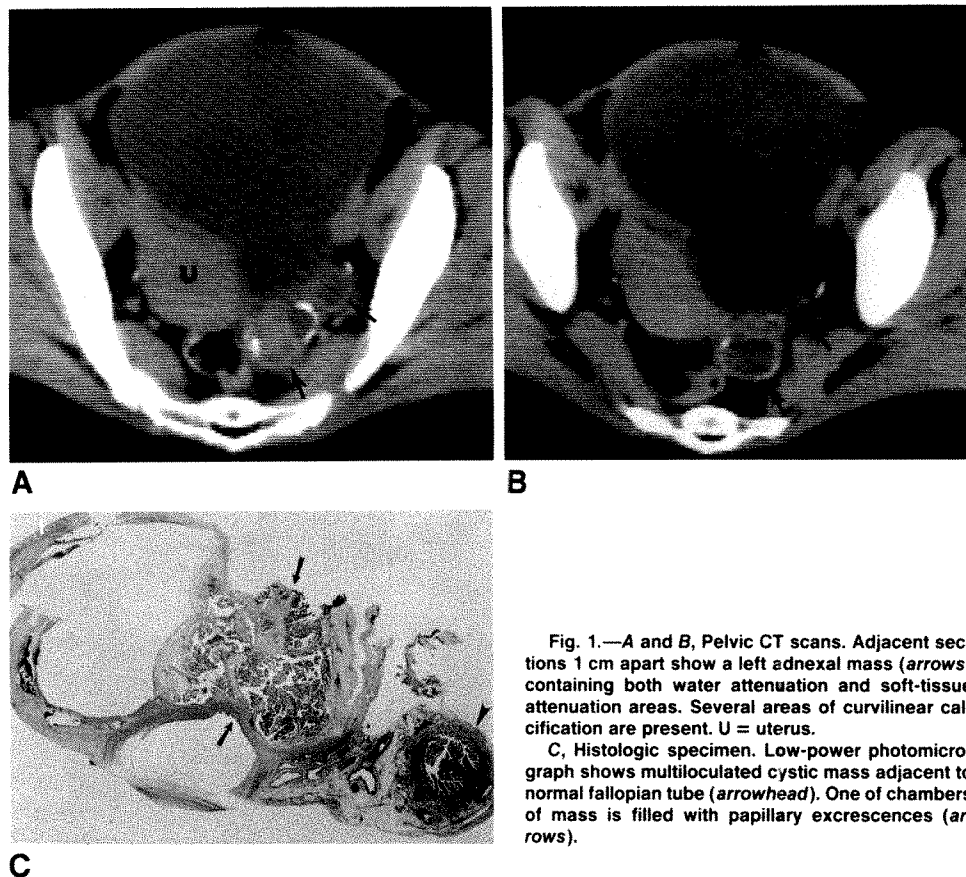 U
A
B
C
Fig. 1.—A and B, Pelvic CT scans. Adjacent sec-
tions 1 cm apart show a left adnexal mass (arrows)
containing both water attenuation and soft-tissue
attenuation areas. Several areas of curvilinear cal-
cification are present. U = uterus.
C, Histologic specimen. Low-power photomicro-
graph shows multiloculated cystic mass adjacent to
normal fallopian tube (arrowhead). One of chambers
of mass is filled with papillary excrescences (ar-
rows).